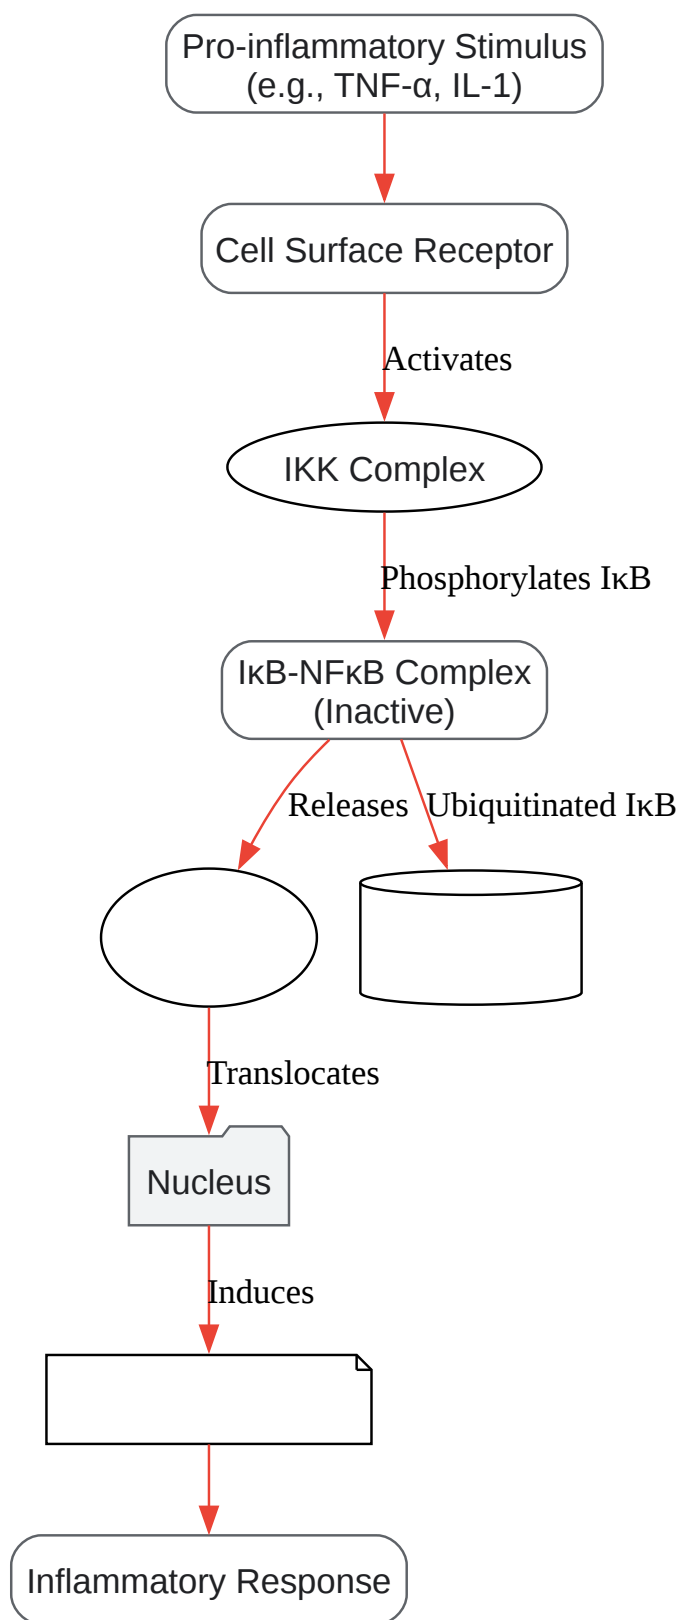 Pro-inflammatory Stimulus
(e.g., TNF-α, IL-1)
Cell Surface Receptor
Activates
IKK Complex
Phosphorylates IκB
IκB-NFκB Complex
(Inactive)
Releases
Ubiquitinated IκB
Translocates
Nucleus
Induces
Inflammatory Response